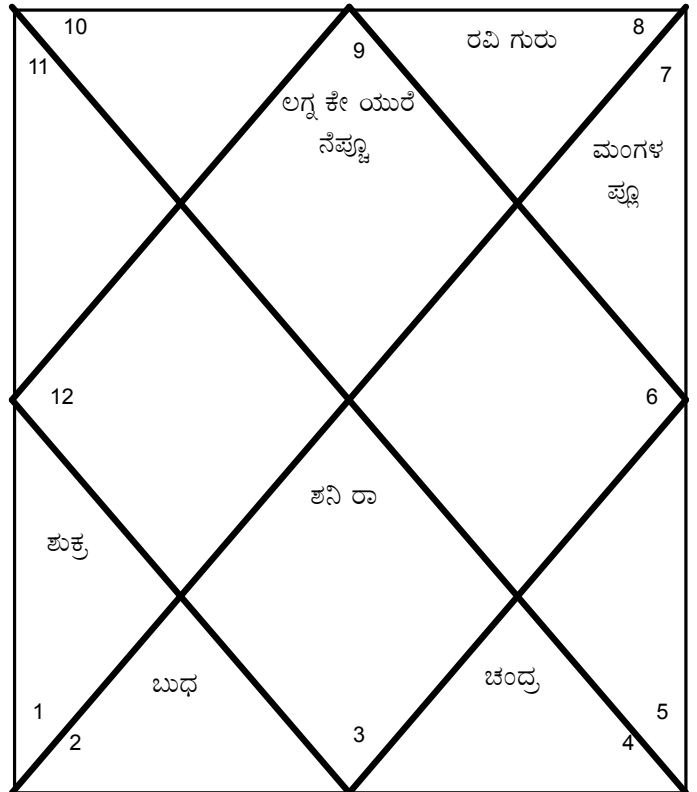 10
9
ರವಿ ಗುರು
8
11
7
ಲಗ್ನ ಕೇ ಯುರೆ
ನೆಪ್ಚೂ
ಮಂಗಳ
ಪ್ಲೂ
12
6
ಶನಿ ರಾ
ಶುಕ್ರ
ಬುಧ
ಚಂದ್ರ
1
5
2
3
4